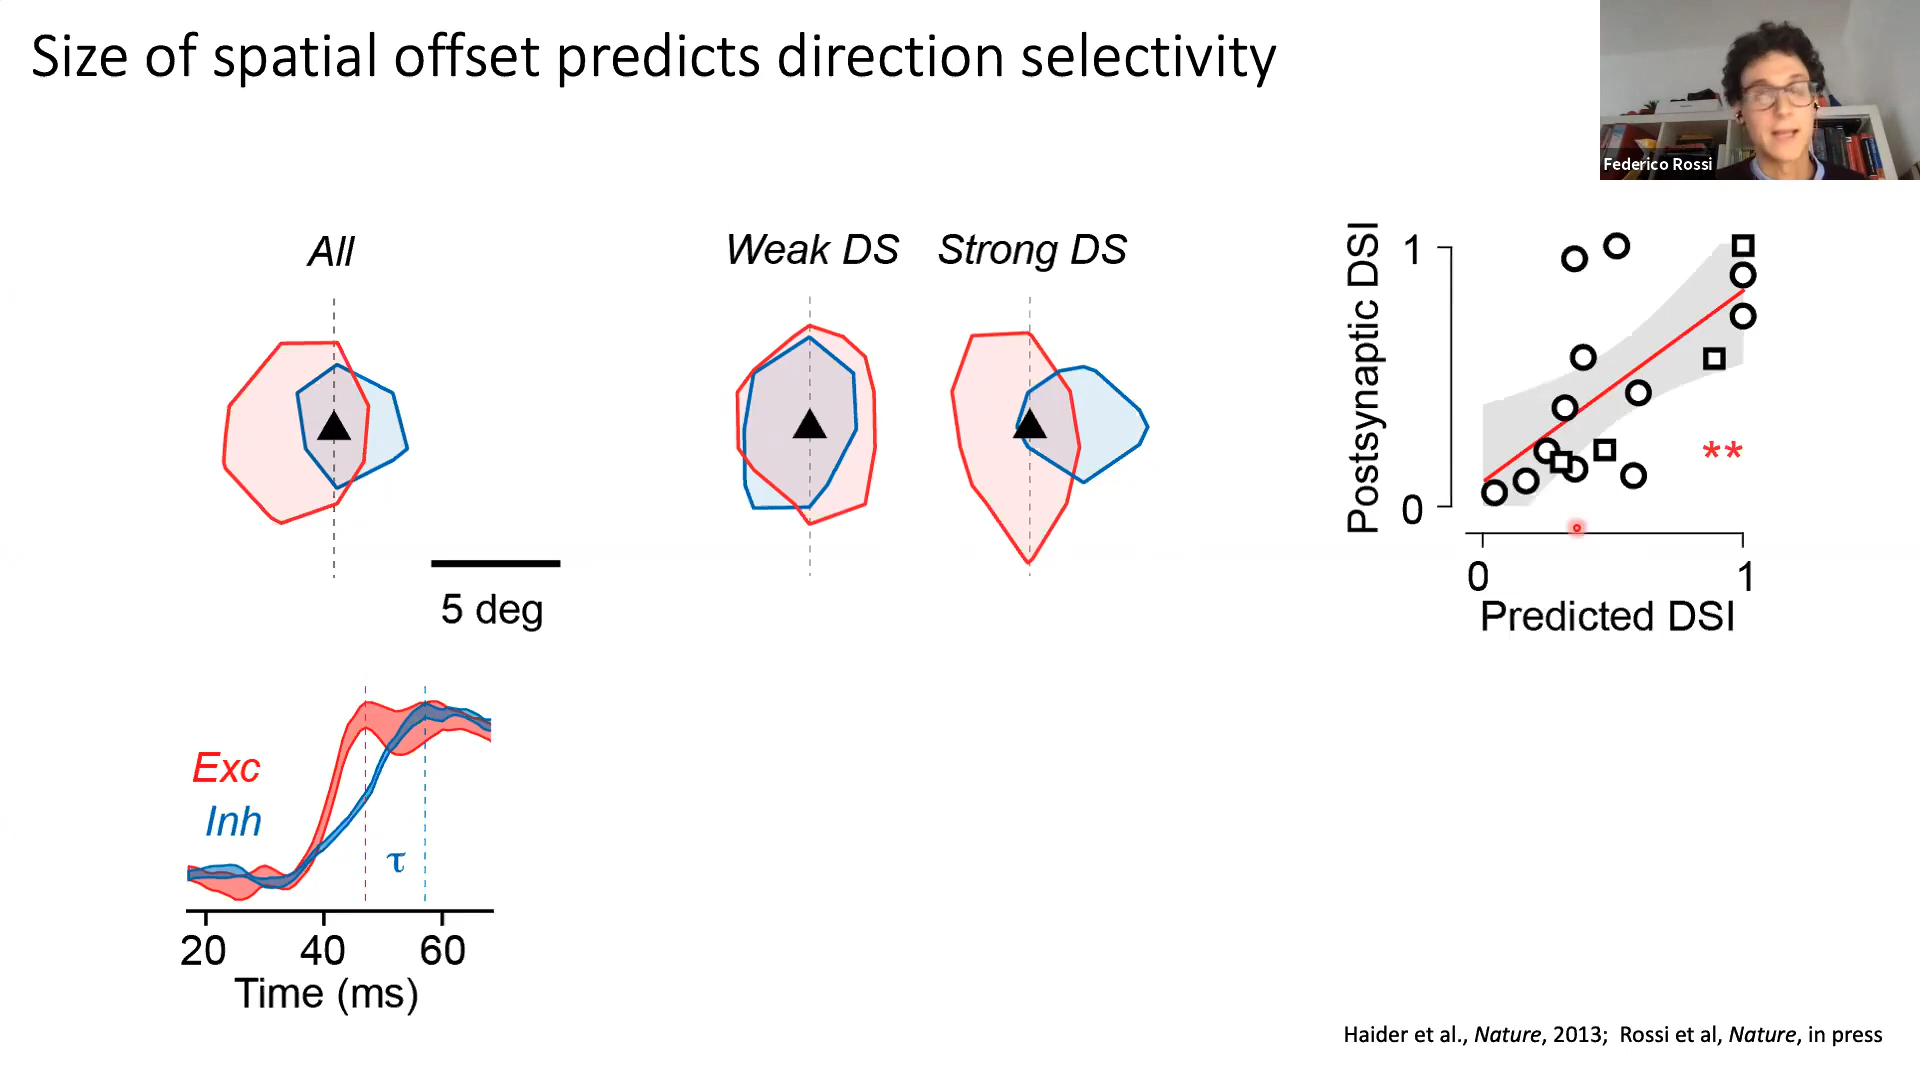 Size of spatial offset predicts direction selectivity
Federico Rossi
All
Weak DS
Strong DS
5 deg
Postsynaptic DSI
1
0
**
0
1
Predicted DSI
Exc
Inh
τ
20 40 60
Time (ms)
Haider et al., Nature, 2013; Rossi et al, Nature, in press